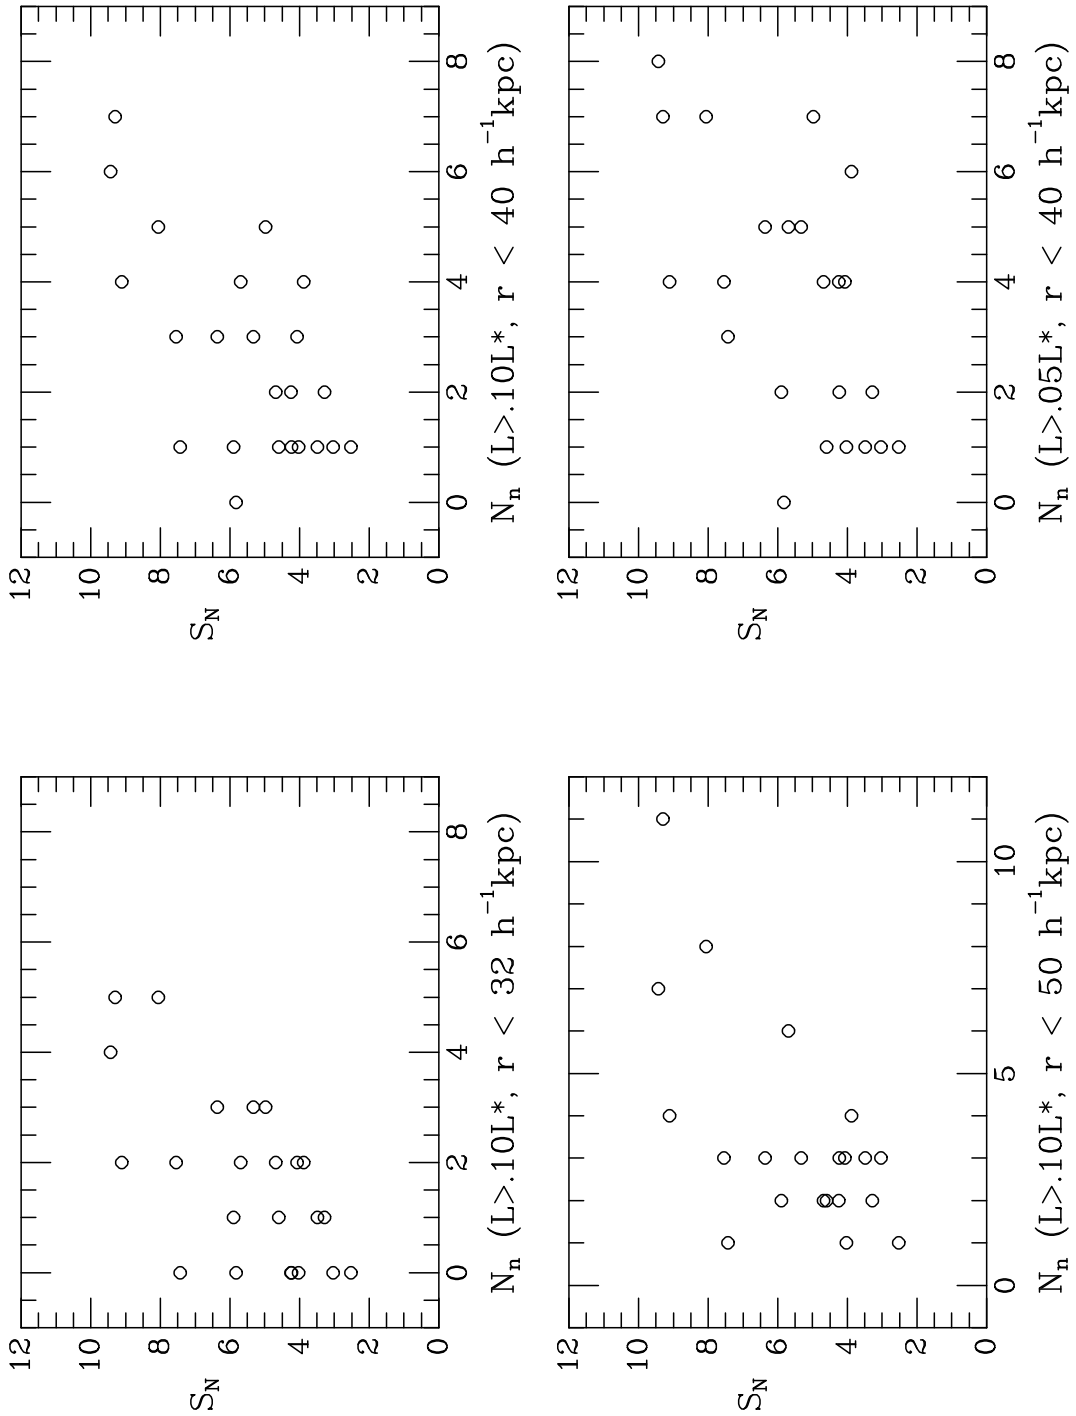 12
10
8
S_N
6
4
2
0
0 2 4 6 8
N_n (L>.10L*, r < 32 h^{-1}kpc)
12
10
8
S_N
6
4
2
0
0 2 4 6 8
N_n (L>.10L*, r < 40 h^{-1}kpc)
12
10
8
S_N
6
4
2
0
0 5 10
N_n (L>.10L*, r < 50 h^{-1}kpc)
12
10
8
S_N
6
4
2
0
0 2 4 6 8
N_n (L>.05L*, r < 40 h^{-1}kpc)